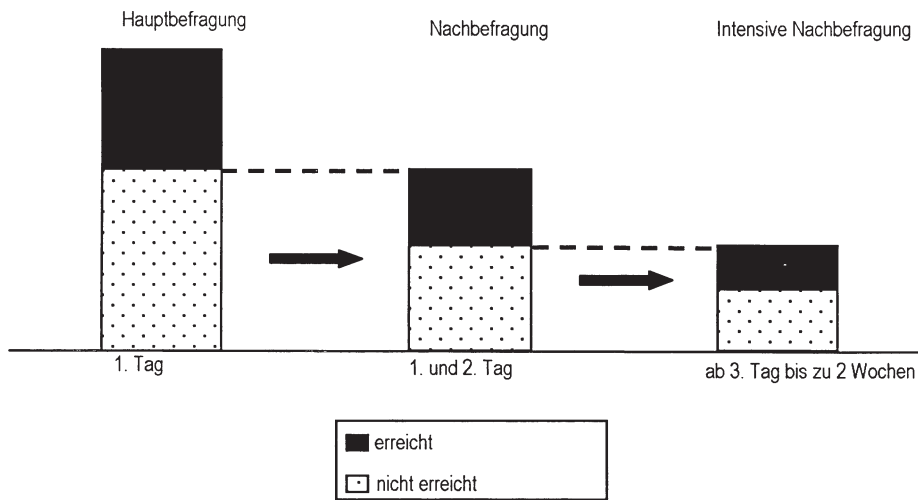 Hauptbefragung
Nachbefragung
Intensive Nachbefragung
1. Tag
1. und 2. Tag
ab 3. Tag bis zu 2 Wochen
erreicht
nicht erreicht